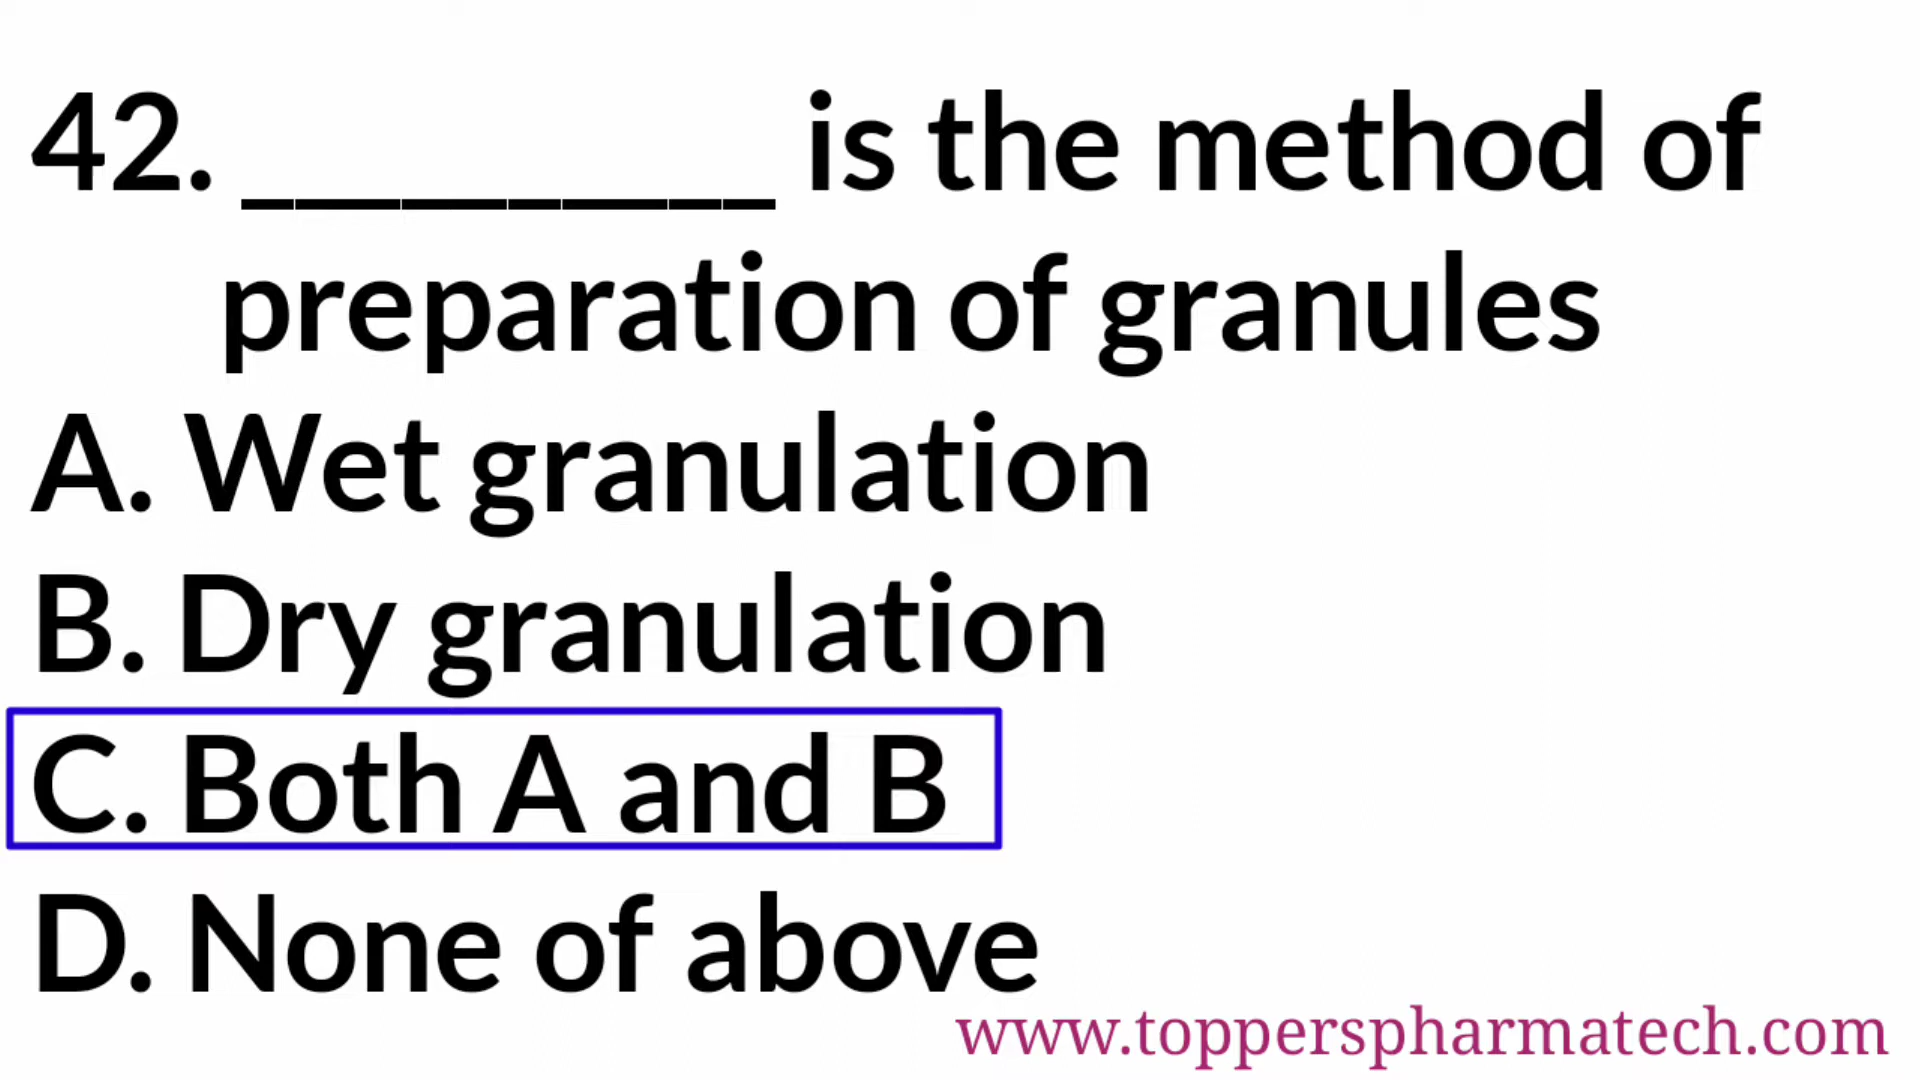 42. __________ is the method of
preparation of granules
A. Wet granulation
B. Dry granulation
C. Both A and B
D. None of above
www.topperspharmatech.com